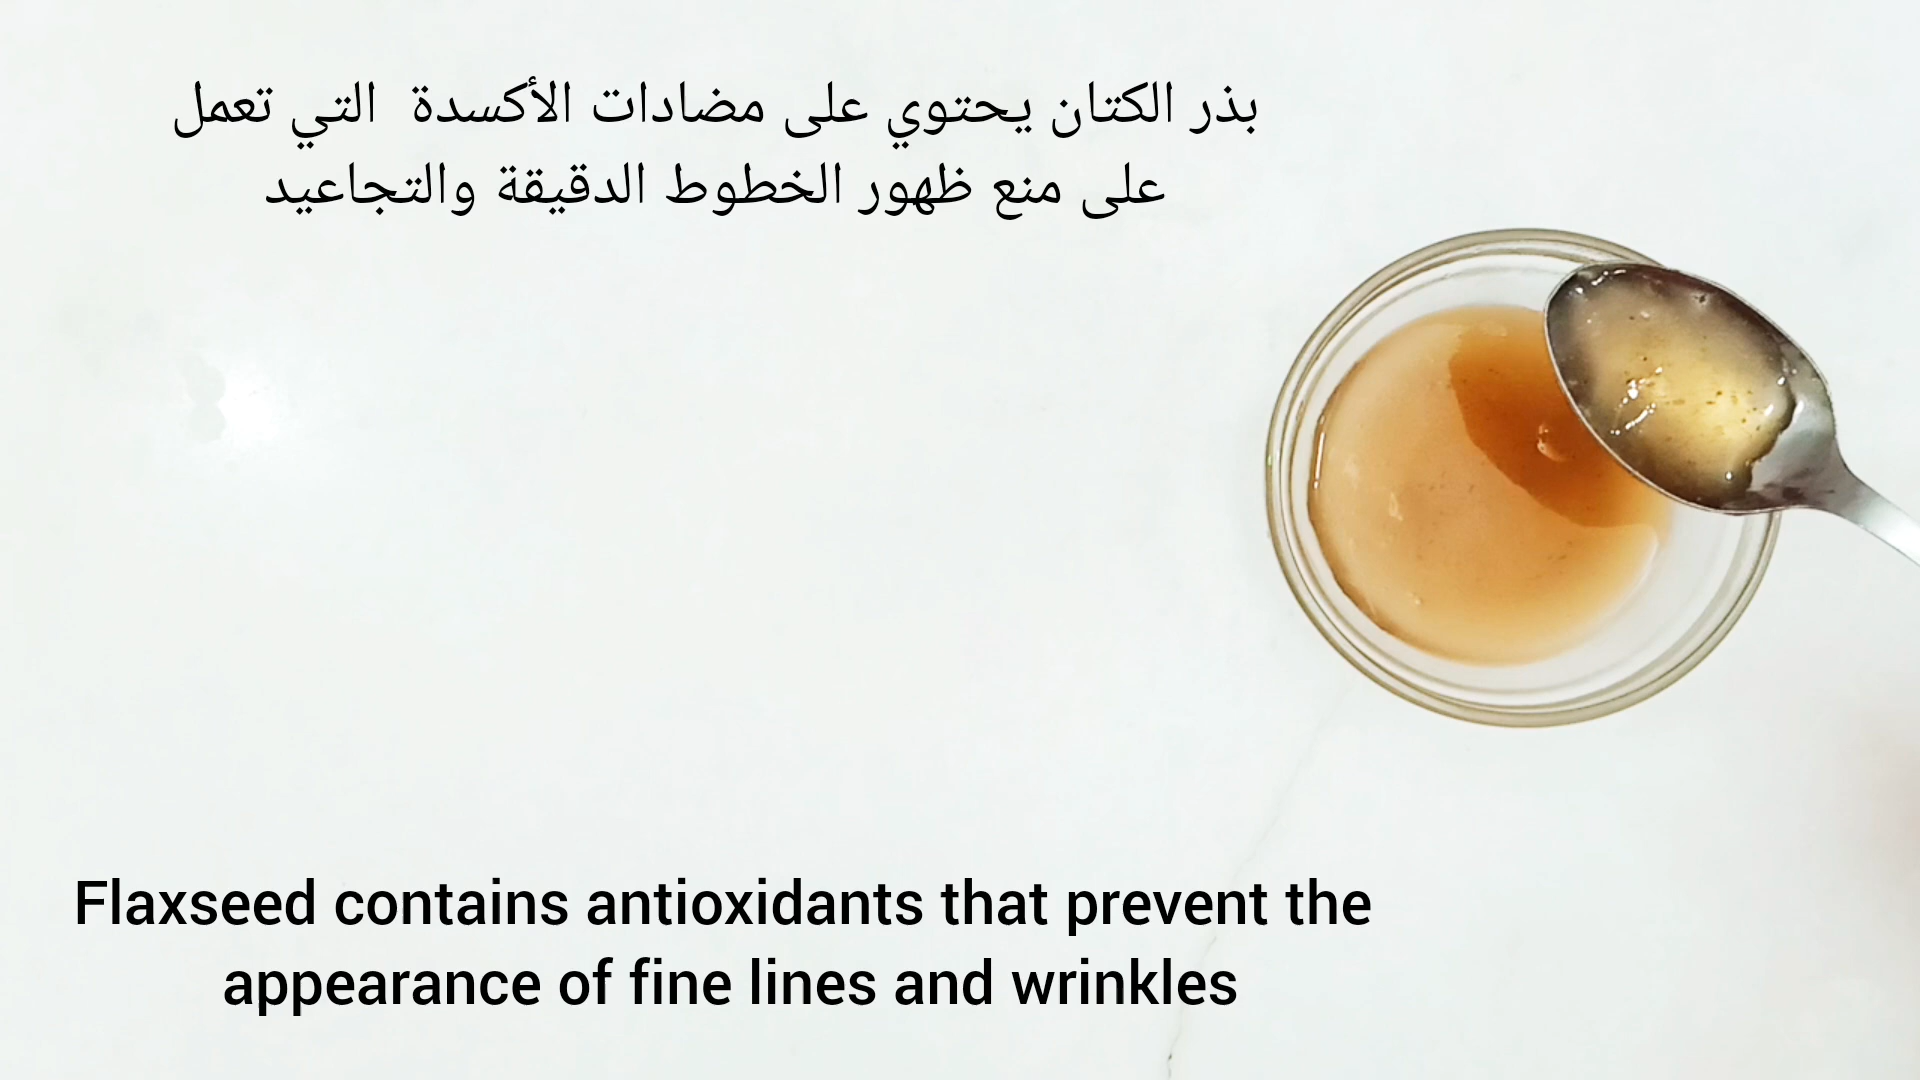 بذر الكتان يحتوي على مضادات الأكسدة التي تعمل
على منع ظهور الخطوط الدقيقة والتجاعيد
Flaxseed contains antioxidants that prevent the
appearance of fine lines and wrinkles